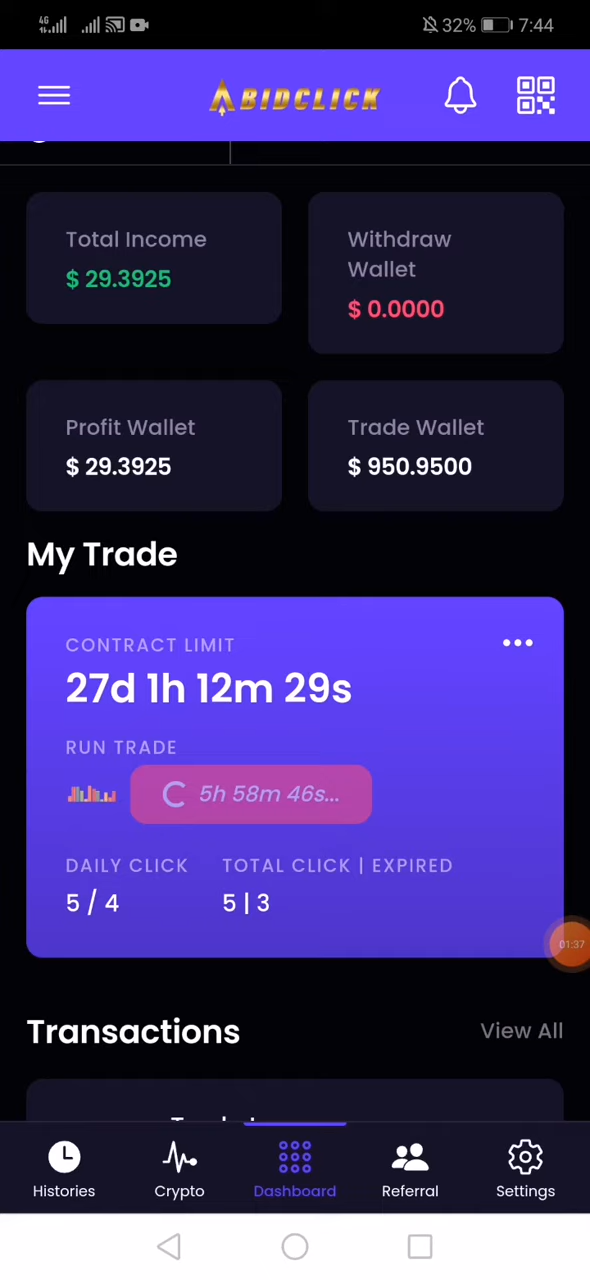 4G 32% 7:44
BIDCLICK
Total Income
$ 29.3925
Withdraw
Wallet
$ 0.0000
Profit Wallet
$ 29.3925
Trade Wallet
$ 950.9500
My Trade
CONTRACT LIMIT
27d 1h 12m 29s
RUN TRADE
5h 58m 46s...
DAILY CLICK
5 / 4
TOTAL CLICK | EXPIRED
5 | 3
01:37
Transactions
View All
Histories
Crypto
Dashboard
Referral
Settings